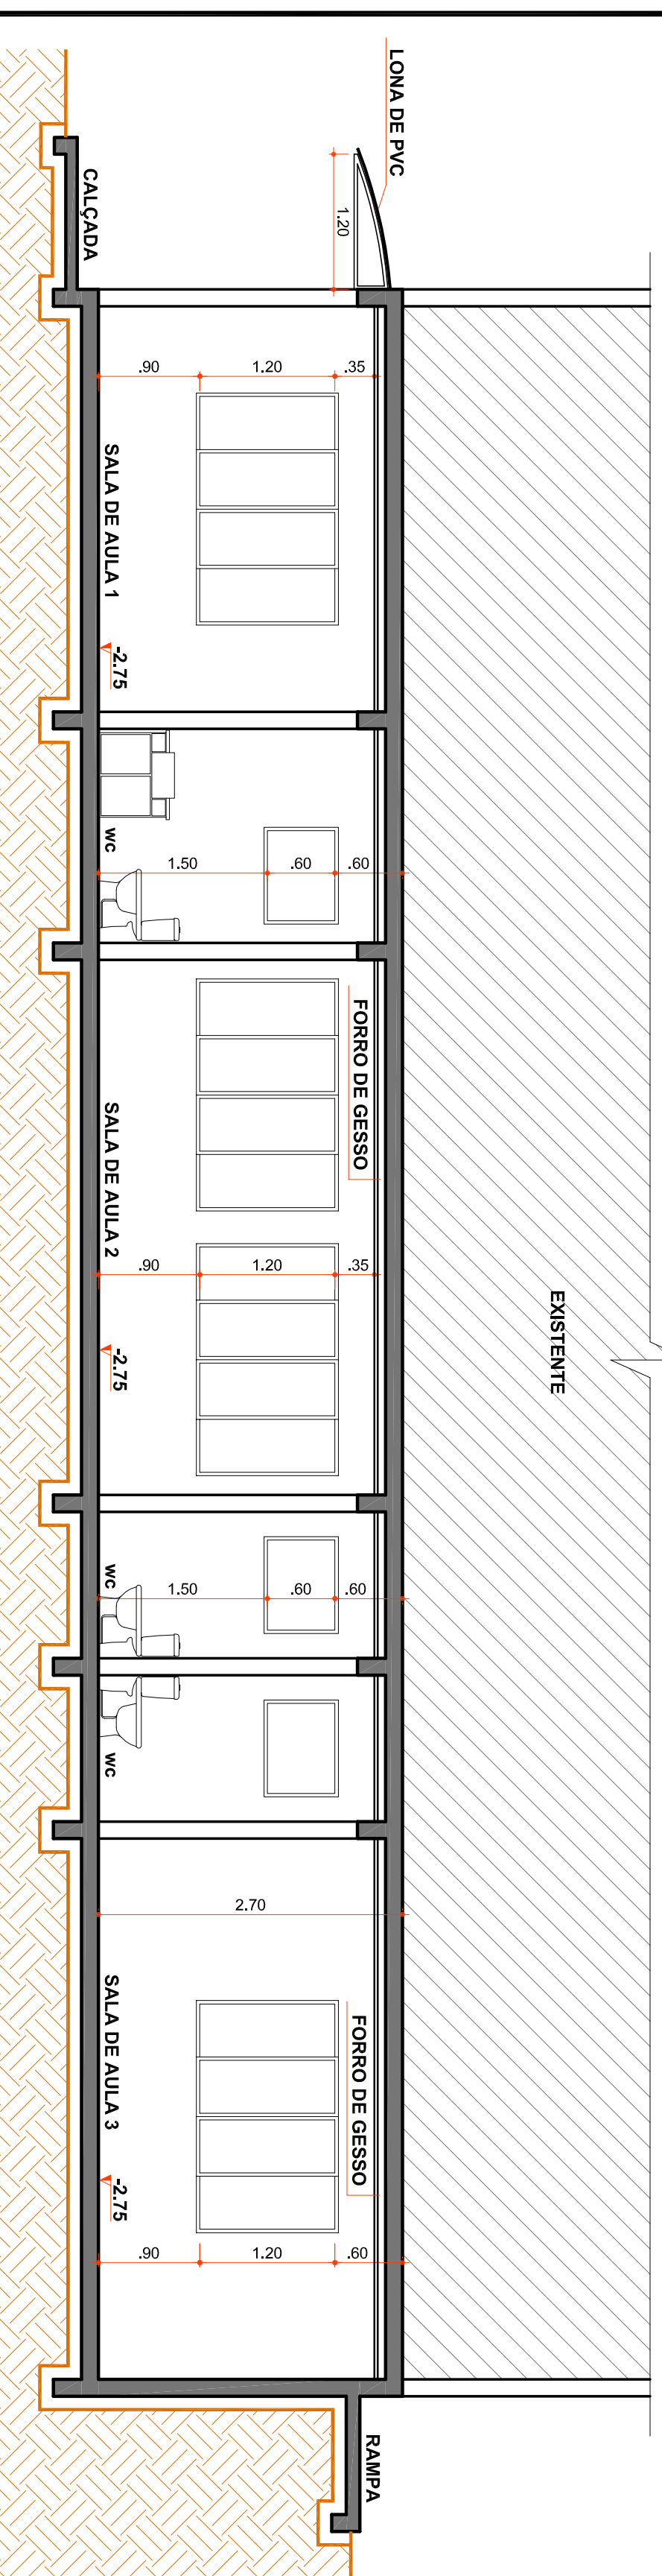 LONA DE PVC
1.20
CALÇADA
.90
1.20
.35
SALA DE AULA 1
-2.75
WC
1.50
.60
.60
FORRO DE GESSO
SALA DE AULA 2
.90
1.20
.35
-2.75
EXISTENTE
WC
1.50
.60
.60
WC
2.70
SALA DE AULA 3
FORRO DE GESSO
-2.75
.90
1.20
.60
RAMPA